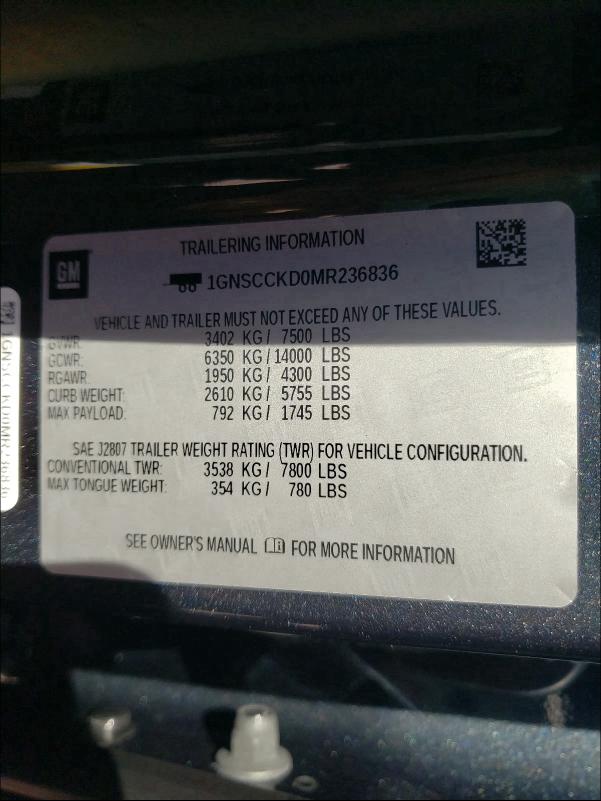 GM
TRAILERING INFORMATION
1GNSCCKD0MR236836
VEHICLE AND TRAILER MUST NOT EXCEED ANY OF THESE VALUES.
GVWR: 3402 KG / 7500 LBS
GCWR: 6350 KG / 14000 LBS
RGAWR: 1950 KG / 4300 LBS
CURB WEIGHT: 2610 KG / 5755 LBS
MAX PAYLOAD: 792 KG / 1745 LBS
SAE J2807 TRAILER WEIGHT RATING (TWR) FOR VEHICLE CONFIGURATION.
CONVENTIONAL TWR: 3538 KG / 7800 LBS
MAX TONGUE WEIGHT: 354 KG / 780 LBS
SEE OWNER'S MANUAL FOR MORE INFORMATION